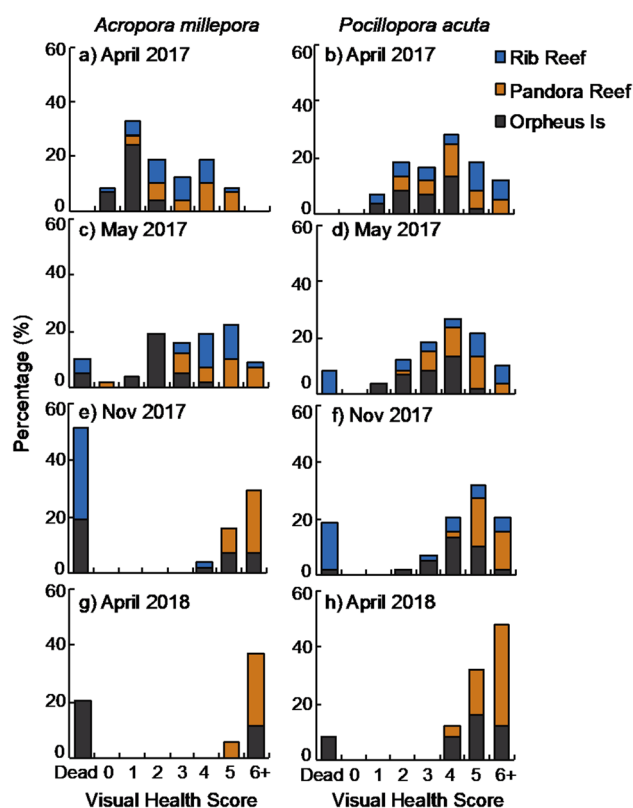 Acropora millepora
Pocillopora acuta
60
a) April 2017
40
20
0
60
b) April 2017
40
20
0
Rib Reef
Pandora Reef
Orpheus Is
60
c) May 2017
40
20
0
60
d) May 2017
40
20
0
Percentage (%)
60
e) Nov 2017
40
20
0
60
f) Nov 2017
40
20
0
60
g) April 2018
40
20
0
60
h) April 2018
40
20
0
Dead 0 1 2 3 4 5 6+
Dead 0 1 2 3 4 5 6+
Visual Health Score
Visual Health Score